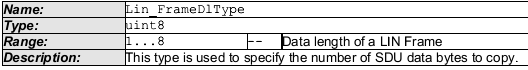 Name: Lin_FrameDlType
Type: uint8
Range: 1...8 -- Data length of a LIN Frame
Description: This type is used to specify the number of SDU data bytes to copy.